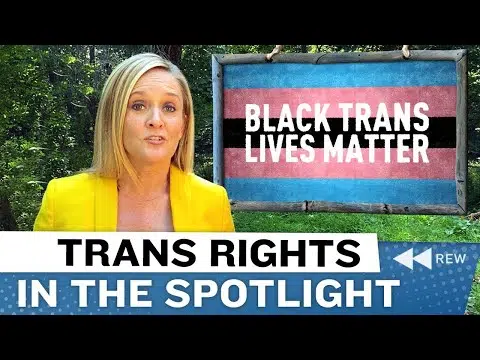 BLACK TRANS
LIVES MATTER
TRANS RIGHTS
REW
IN THE SPOTLIGHT